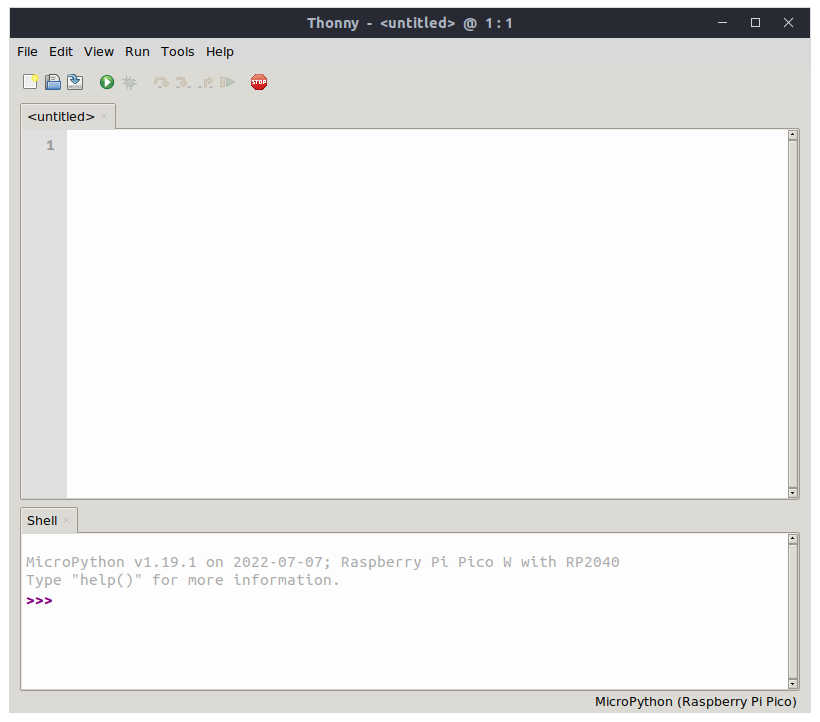 Thonny - <untitled> @ 1:1
File Edit View Run Tools Help
STOP
<untitled>
1
Shell
MicroPython v1.19.1 on 2022-07-07; Raspberry Pi Pico W with RP2040
Type "help()" for more information.
>>>
MicroPython (Raspberry Pi Pico)